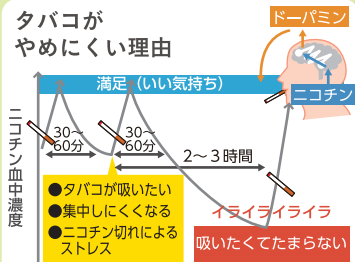 タバコが
やめにくい理由
ドーパミン
満足（いい気持ち）
ニコチン
ニコチン血中濃度
30〜
60分
30〜
60分
2〜3時間
●タバコが吸いたい
●集中しにくくなる
●ニコチン切れによる
ストレス
イライライライラ
吸いたくてたまらない